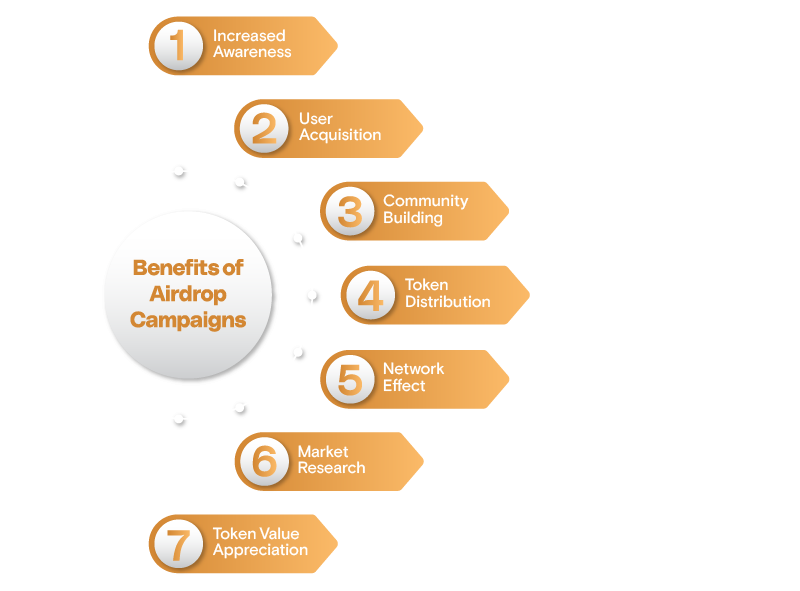 1
Increased
Awareness
2
User
Acquisition
3
Community
Building
Benefits of
Airdrop
Campaigns
4
Token
Distribution
5
Network
Effect
6
Market
Research
7
Token Value
Appreciation